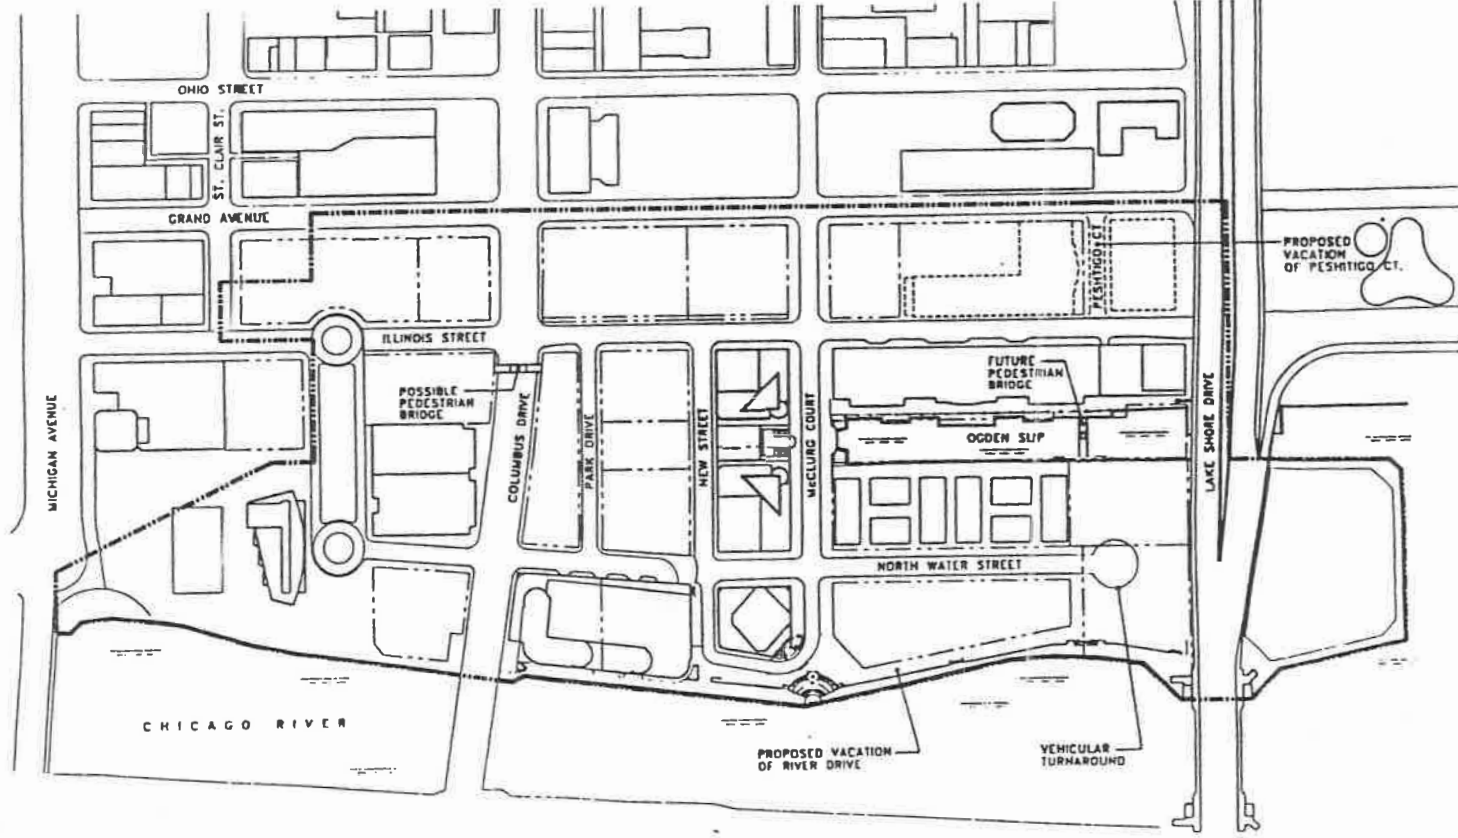 OHIO STREET
ST. CLAIR ST.
GRAND AVENUE
PROPOSED
VACATION
OF PESHITIGO CT.
PESHTIGO CT
ILLINOIS STREET
POSSIBLE
PEDESTRIAN
BRIDGE
FUTURE
PEDESTRIAN
BRIDGE
MICHIGAN AVENUE
COLUMBUS DRIVE
PARK DRIVE
NEW STREET
McCLURG COURT
OGDEN SLIP
LAKE SHORE DRIVE
NORTH WATER STREET
CHICAGO RIVER
PROPOSED VACATION
OF RIVER DRIVE
VEHICULAR
TURNAROUND